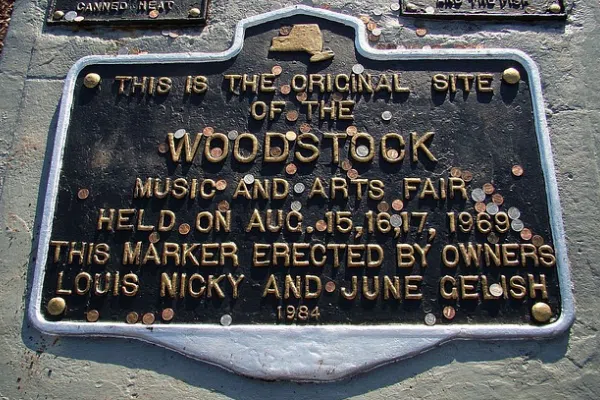 CANNED HEAT
THIS IS THE ORIGINAL SITE
OF THE
WOODSTOCK
MUSIC AND ARTS FAIR
HELD ON AUG. 15,16,17, 1969
THIS MARKER ERECTED BY OWNERS
LOUIS NICKY AND JUNE GELISH
1984